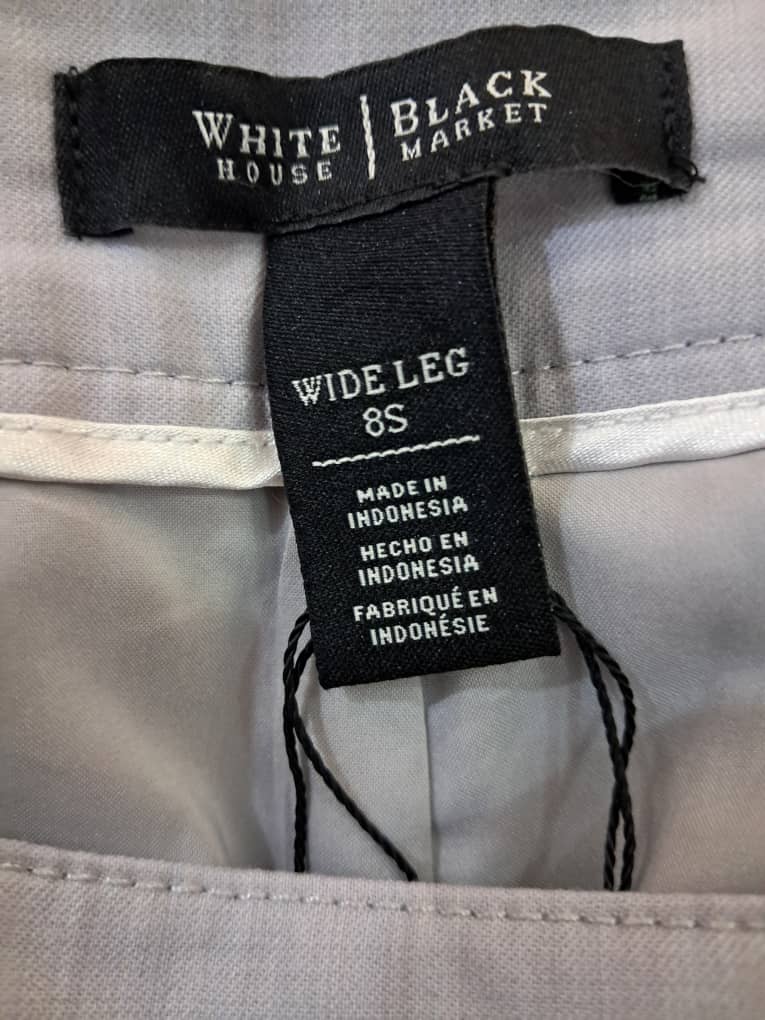 WHITE | BLACK
HOUSE | MARKET
WIDE LEG
8S
MADE IN
INDONESIA
HECHO EN
INDONESIA
FABRIQUÉ EN
INDONÉSIE